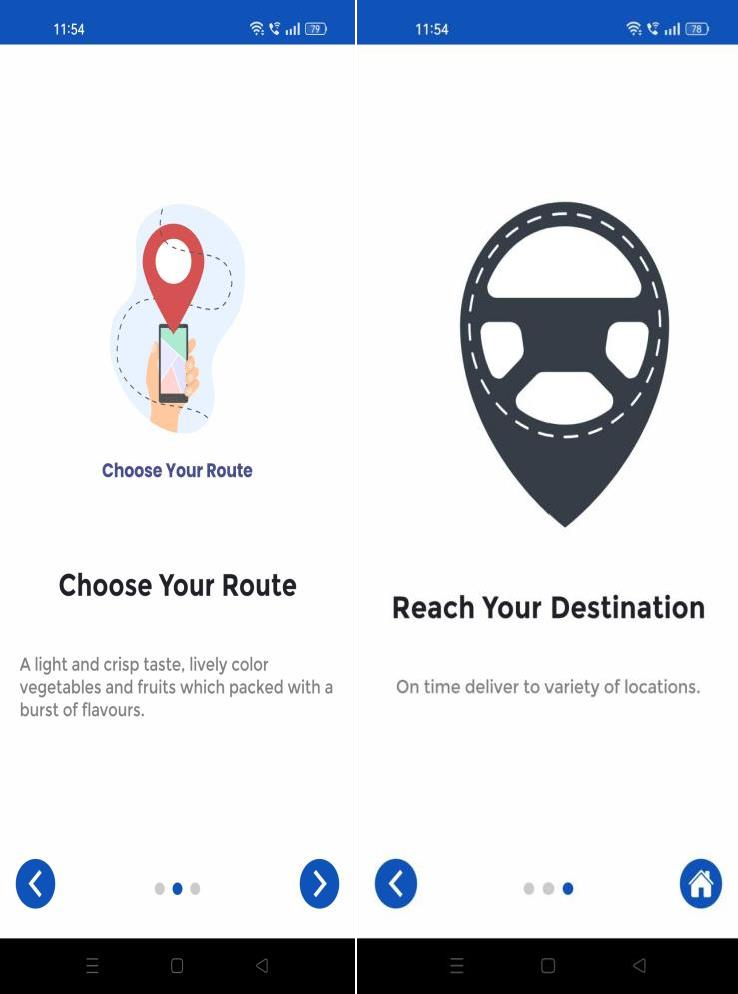 11:54
79
Choose Your Route
Choose Your Route
A light and crisp taste, lively color
vegetables and fruits which packed with a
burst of flavours.
11:54
78
Reach Your Destination
On time deliver to variety of locations.